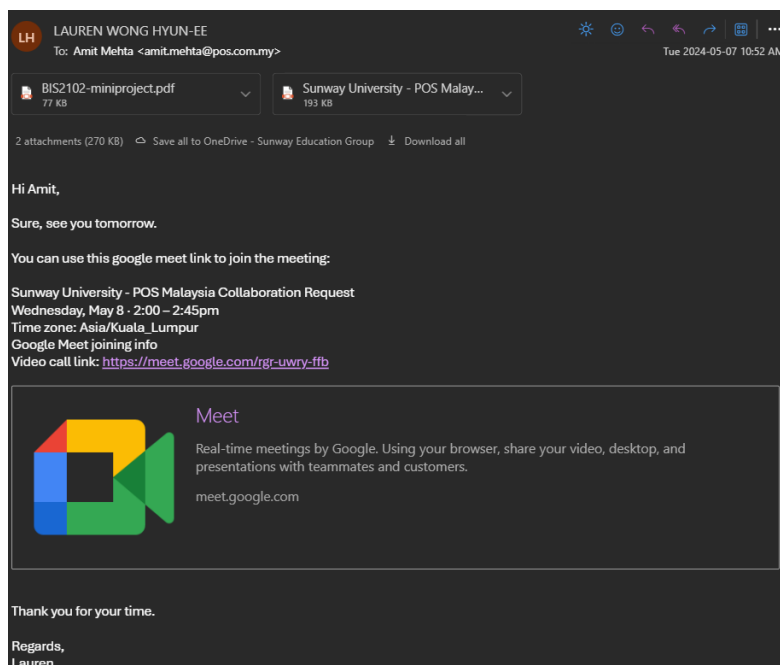 LH
LAUREN WONG HYUN-EE
To: Amit Mehta <amit.mehta@pos.com.my>
Tue 2024-05-07 10:52 AM
BIS2102-miniproject.pdf
77 KB
Sunway University - POS Malay...
193 KB
2 attachments (270 KB) Save all to OneDrive - Sunway Education Group Download all
Hi Amit,
Sure, see you tomorrow.
You can use this google meet link to join the meeting:
Sunway University - POS Malaysia Collaboration Request
Wednesday, May 8 · 2:00 – 2:45pm
Time zone: Asia/Kuala_Lumpur
Google Meet joining info
Video call link: https://meet.google.com/rgr-uwry-ffb
Meet
Real-time meetings by Google. Using your browser, share your video, desktop, and
presentations with teammates and customers.
meet.google.com
Thank you for your time.
Regards,
Lauren